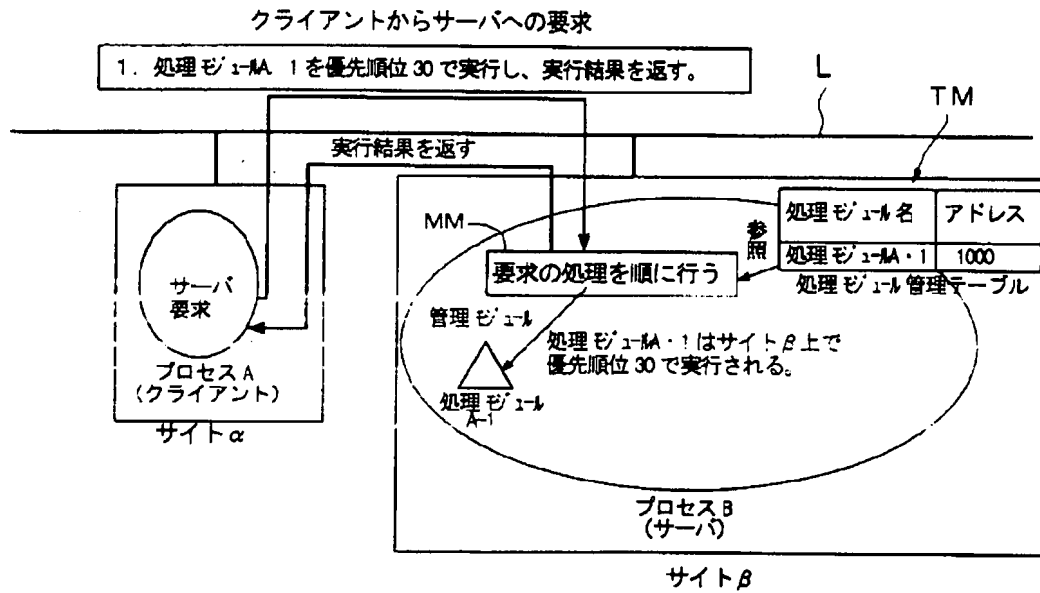 クライアントからサーバへの要求
1. 処理モジュールA 1を優先順位30で実行し、実行結果を返す。
L
TM
実行結果を返す
MM
参照
処理モジュール名
アドレス
処理モジュールA・1
1000
処理モジュール管理テーブル
サーバ
要求
要求の処理を順に行う
管理モジュール
処理モジュールA・1はサイトβ上で
優先順位30で実行される。
処理モジュール
A-1
プロセスA
(クライアント)
サイトα
プロセスB
(サーバ)
サイトβ